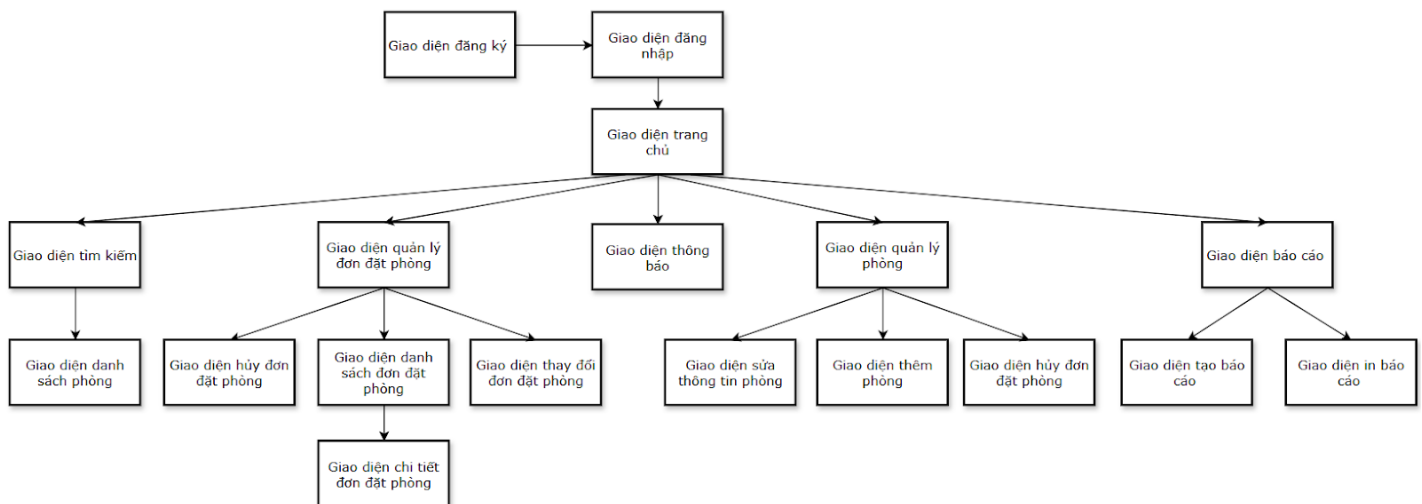 Giao diện đăng ký
Giao diện đăng
nhập
Giao diện trang
chủ
Giao diện tìm kiếm
Giao diện quản lý
đơn đặt phòng
Giao diện thông
báo
Giao diện quản lý
phòng
Giao diện báo cáo
Giao diện danh
sách phòng
Giao diện hủy đơn
đặt phòng
Giao diện danh
sách đơn đặt
phòng
Giao diện thay đổi
đơn đặt phòng
Giao diện sửa
thông tin phòng
Giao diện thêm
phòng
Giao diện hủy đơn
đặt phòng
Giao diện tạo báo
cáo
Giao diện in báo
cáo
Giao diện chi tiết
đơn đặt phòng